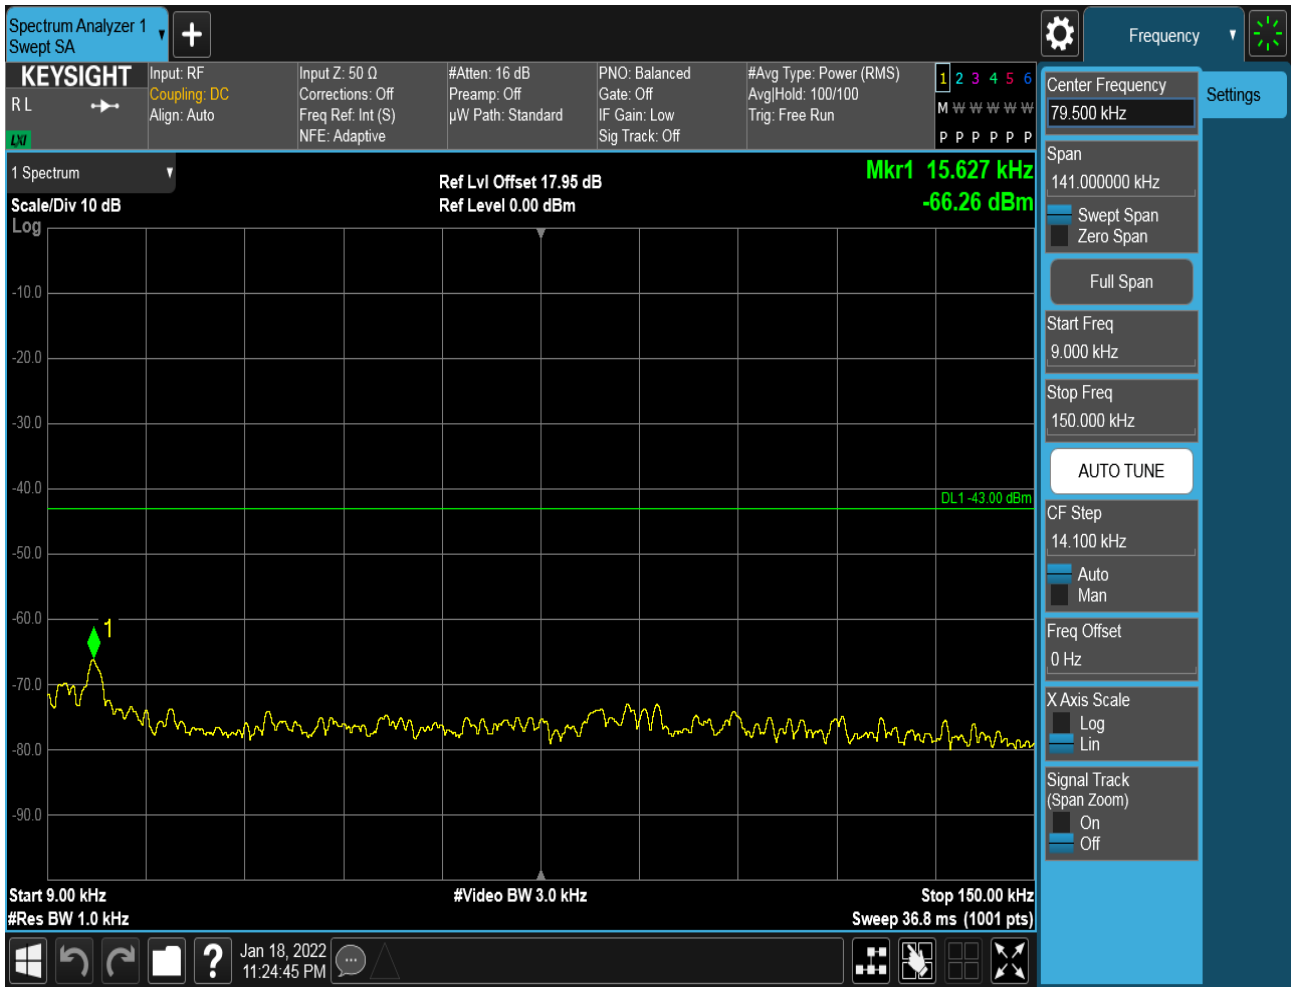 Spectrum Analyzer 1
Swept SA
Frequency
KEYSIGHT
R L
LXI
Input: RF
Coupling: DC
Align: Auto
Input Z: 50 Ω
Corrections: Off
Freq Ref: Int (S)
NFE: Adaptive
#Atten: 16 dB
Preamp: Off
µW Path: Standard
PNO: Balanced
Gate: Off
IF Gain: Low
Sig Track: Off
#Avg Type: Power (RMS)
Avg|Hold: 100/100
Trig: Free Run
1 2 3 4 5 6
M W W W W W
P P P P P P
1 Spectrum
Scale/Div 10 dB
Log
Ref Lvl Offset 17.95 dB
Ref Level 0.00 dBm
Mkr1 15.627 kHz
-66.26 dBm
-10.0
-20.0
-30.0
-40.0
DL1 -43.00 dBm
-50.0
-60.0
1
-70.0
-80.0
-90.0
Start 9.00 kHz
#Video BW 3.0 kHz
Stop 150.00 kHz
#Res BW 1.0 kHz
Sweep 36.8 ms (1001 pts)
Jan 18, 2022
11:24:45 PM
Settings
Center Frequency
79.500 kHz
Span
141.000000 kHz
Swept Span
Zero Span
Full Span
Start Freq
9.000 kHz
Stop Freq
150.000 kHz
AUTO TUNE
CF Step
14.100 kHz
Auto
Man
Freq Offset
0 Hz
X Axis Scale
Log
Lin
Signal Track
(Span Zoom)
On
Off